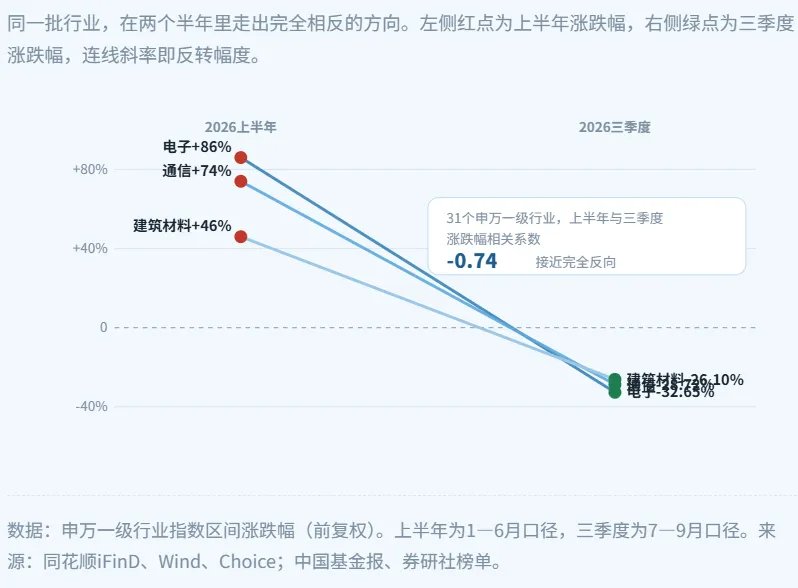 同一批行业，在两个半年里走出完全相反的方向。左侧红点为上半年涨跌幅，右侧绿点为三季度
涨跌幅，连线斜率即反转幅度。
2026上半年
2026三季度
电子+86%
+80%
通信+74%
31个申万一级行业，上半年与三季度
涨跌幅相关系数
-0.74
接近完全反向
建筑材料+46%
+40%
0
建筑材料-26.10%
电子-32.65%
-40%
数据：申万一级行业指数区间涨跌幅（前复权）。上半年为1—6月口径，三季度为7—9月口径。来
源：同花顺iFinD、Wind、Choice；中国基金报、券研社榜单。